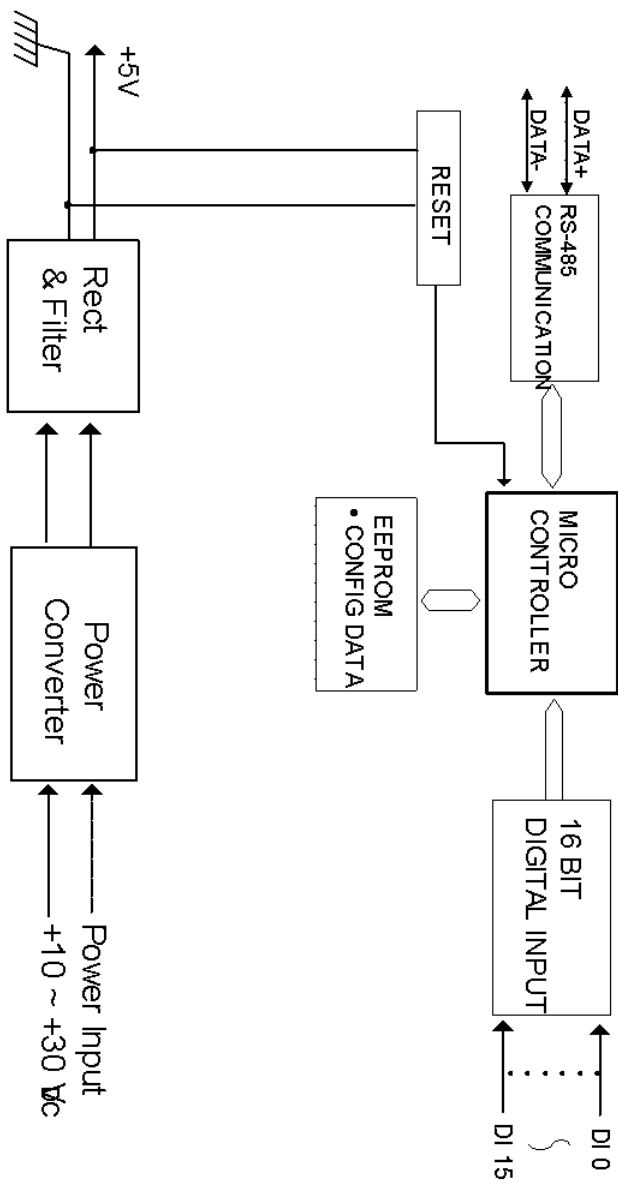 DATA+
DATA-
RS-485
COMMUNICATION
MICRO
CONTROLLER
16 BIT
DIGITAL INPUT
DI 0
DI 15
RESET
EEPROM
• CONFIG DATA
+5V
Rect
& Filter
Power
Converter
Power Input
+10 ~ +30 Vdc